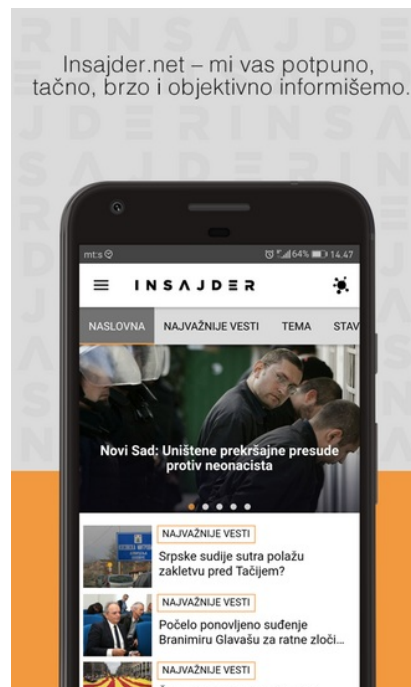 Insajder.net – mi vas potpuno,
tačno, brzo i objektivno informišemo.
mt:s
64% 14.47
INSAJDER
NASLOVNA NAJVAŽNIJE VESTI TEMA STAV
Novi Sad: Uništene prekršajne presude
protiv neonacista
NAJVAŽNIJE VESTI
Srpske sudije sutra polažu
zakletvu pred Tačijem?
NAJVAŽNIJE VESTI
Počelo ponovljeno suđenje
Branimiru Glavašu za ratne zloči...
NAJVAŽNIJE VESTI